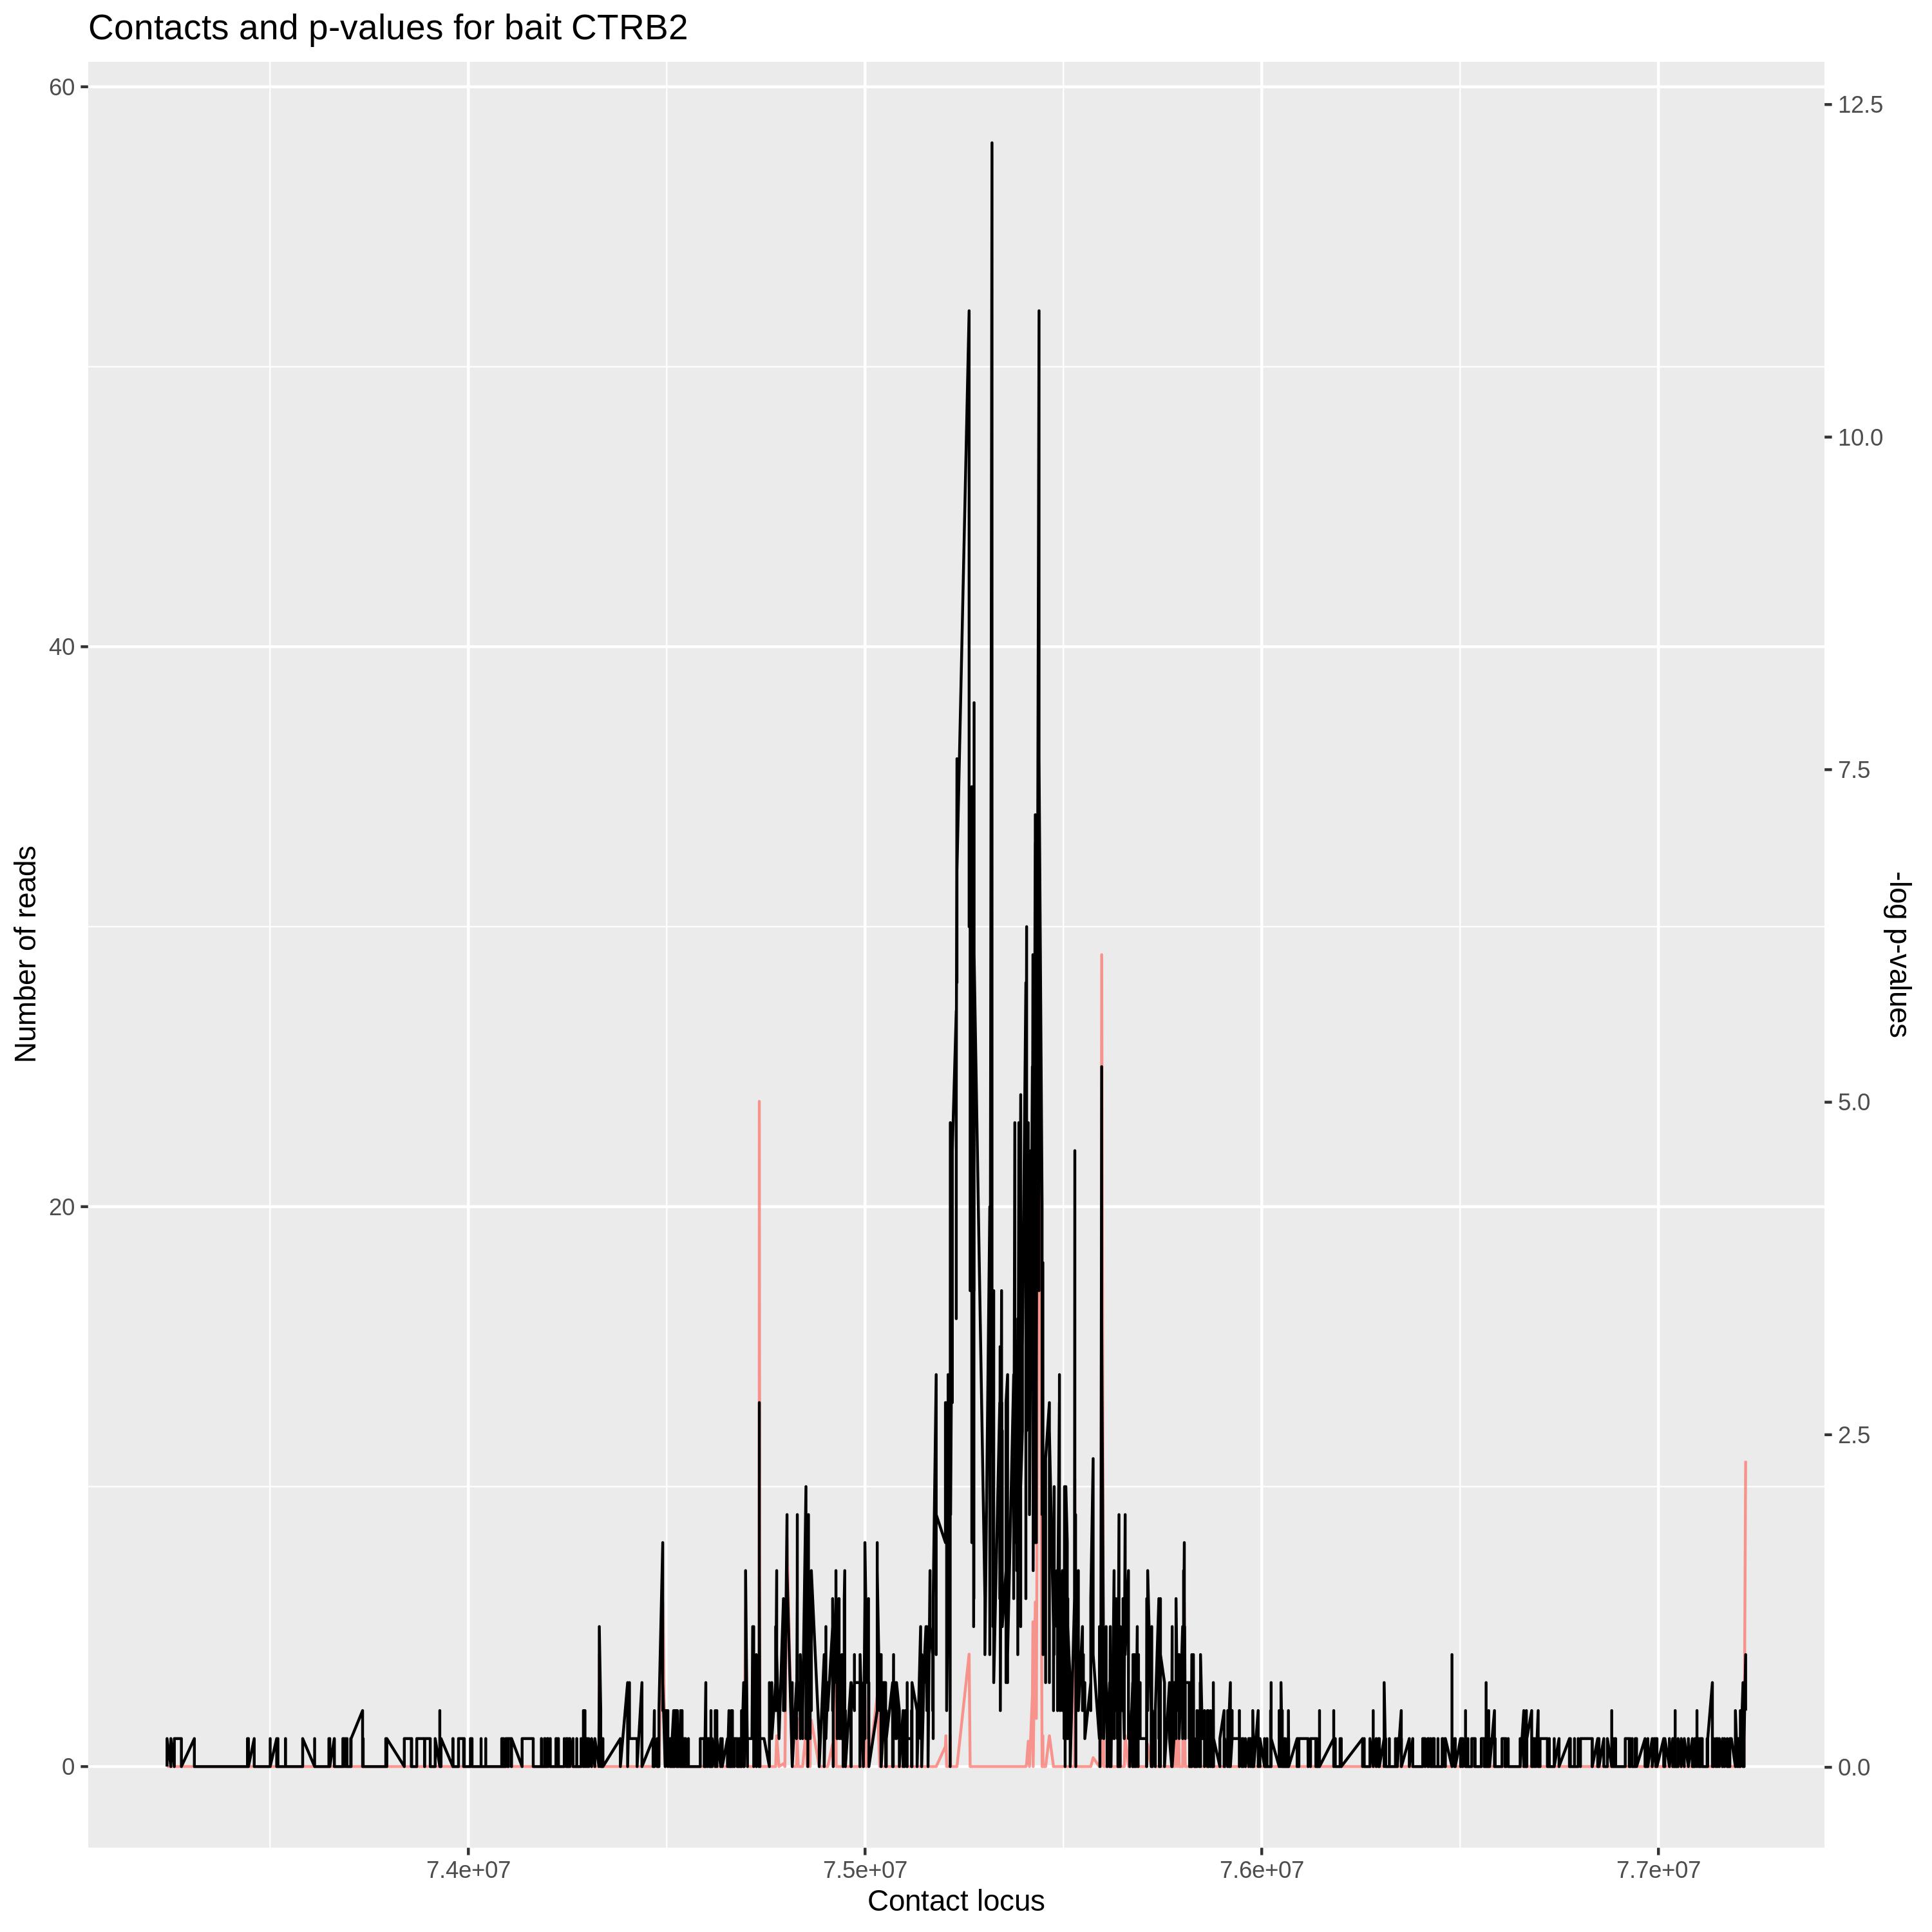 Contacts and p-values for bait CTRB2
60
40
20
0
Number of reads
12.5
10.0
7.5
5.0
2.5
0.0
-log p-values
7.4e+07
7.5e+07
7.6e+07
7.7e+07
Contact locus